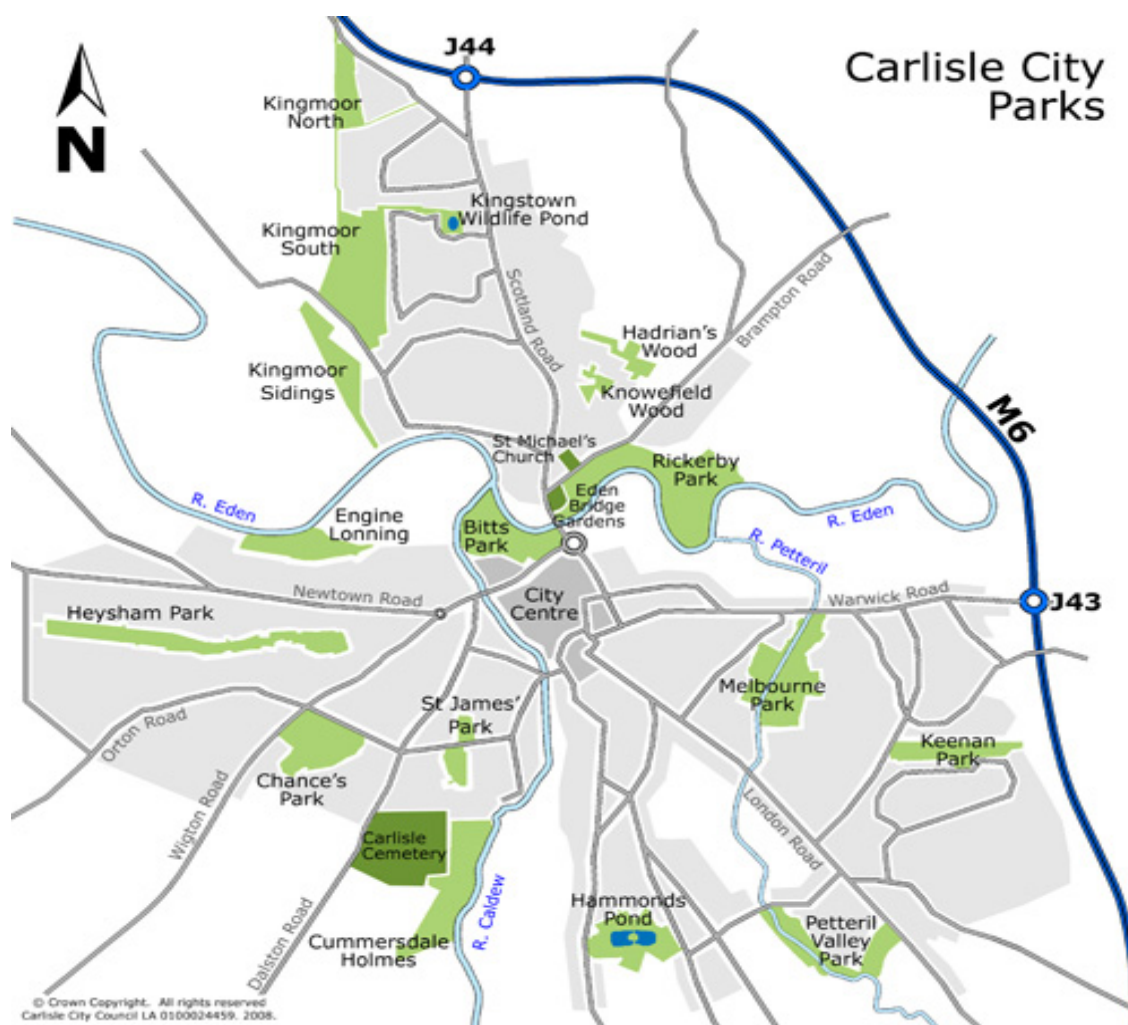 J44
Carlisle City
Parks
N
Kingmoor
North
Kingstown
Wildlife Pond
Kingmoor
South
Scotland Road
Brampton Road
Hadrian's
Wood
Kingmoor
Sidings
Knowefield
Wood
M6
St Michael's
Church
Rickerby
Park
R. Eden
Engine
Lonning
Bitts
Park
Eden
Bridge
Gardens
R. Eden
R. Petteril
Newtown Road
City
Centre
Warwick Road
J43
Heysham Park
Melbourne
Park
St James'
Park
Orton Road
Keenan
Park
Chance's
Park
Wigton Road
London Road
Carlisle
Cemetery
R. Caldew
Hammonds
Pond
Petteril
Valley
Park
Dalston Road
Cummersdale
Holmes
© Crown Copyright. All rights reserved
Carlisle City Council LA 0100024459. 2008.